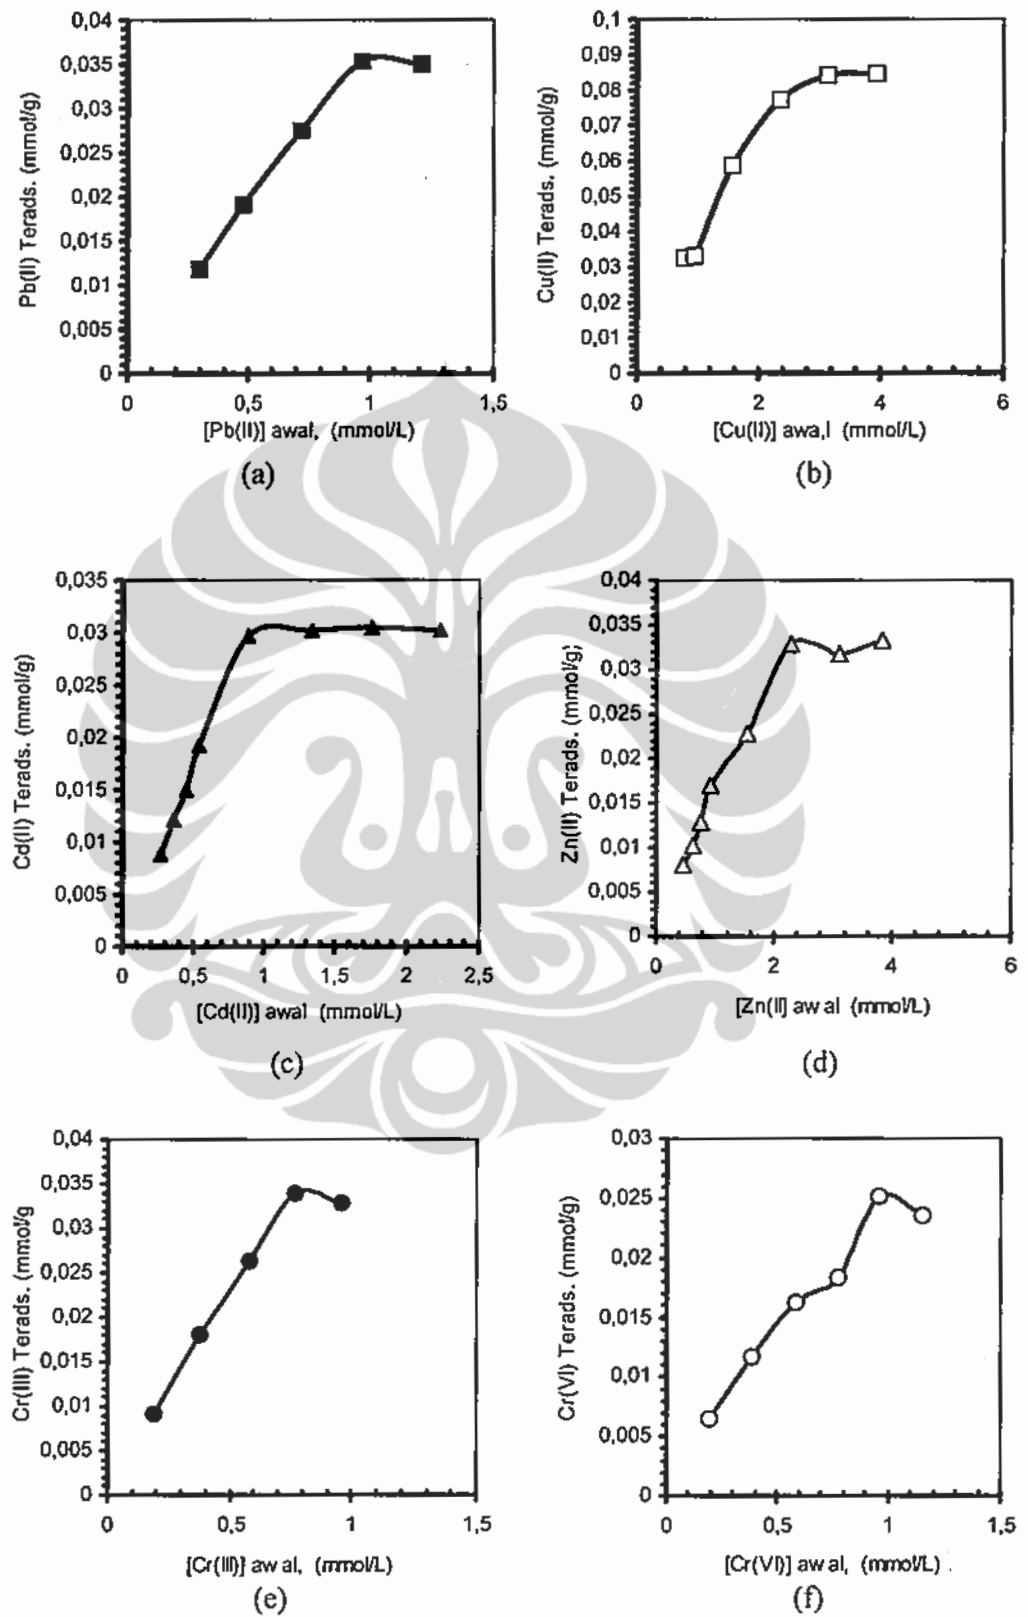 0,04
0,035
0,03
0,025
0,02
0,015
0,01
0,005
0
Pb(II) Terads. (mmol/g)
0 0,5 1 1,5
[Pb(II)] awal, (mmol/L)
(a)
0,1
0,09
0,08
0,07
0,06
0,05
0,04
0,03
0,02
0,01
0
Cu(II) Terads. (mmol/g)
0 2 4 6
[Cu(II)] awa,l (mmol/L)
(b)
0,035
0,03
0,025
0,02
0,015
0,01
0,005
0
Cd(II) Terads. (mmol/g)
0 0,5 1 1,5 2 2,5
[Cd(II)] awal (mmol/L)
(c)
0,04
0,035
0,03
0,025
0,02
0,015
0,01
0,005
0
Zn(II) Terads. (mmol/g)
0 2 4 6
[Zn(II] aw al (mmol/L)
(d)
0,04
0,035
0,03
0,025
0,02
0,015
0,01
0,005
0
Cr(III) Terads. (mmol/g
0 0,5 1 1,5
[Cr(III)] aw al, (mmol/L)
(e)
0,03
0,025
0,02
0,015
0,01
0,005
0
Cr(VI) Terads. (mmol/g)
0 0,5 1 1,5
[Cr(VI)] aw al, (mmol/L) .
(f)